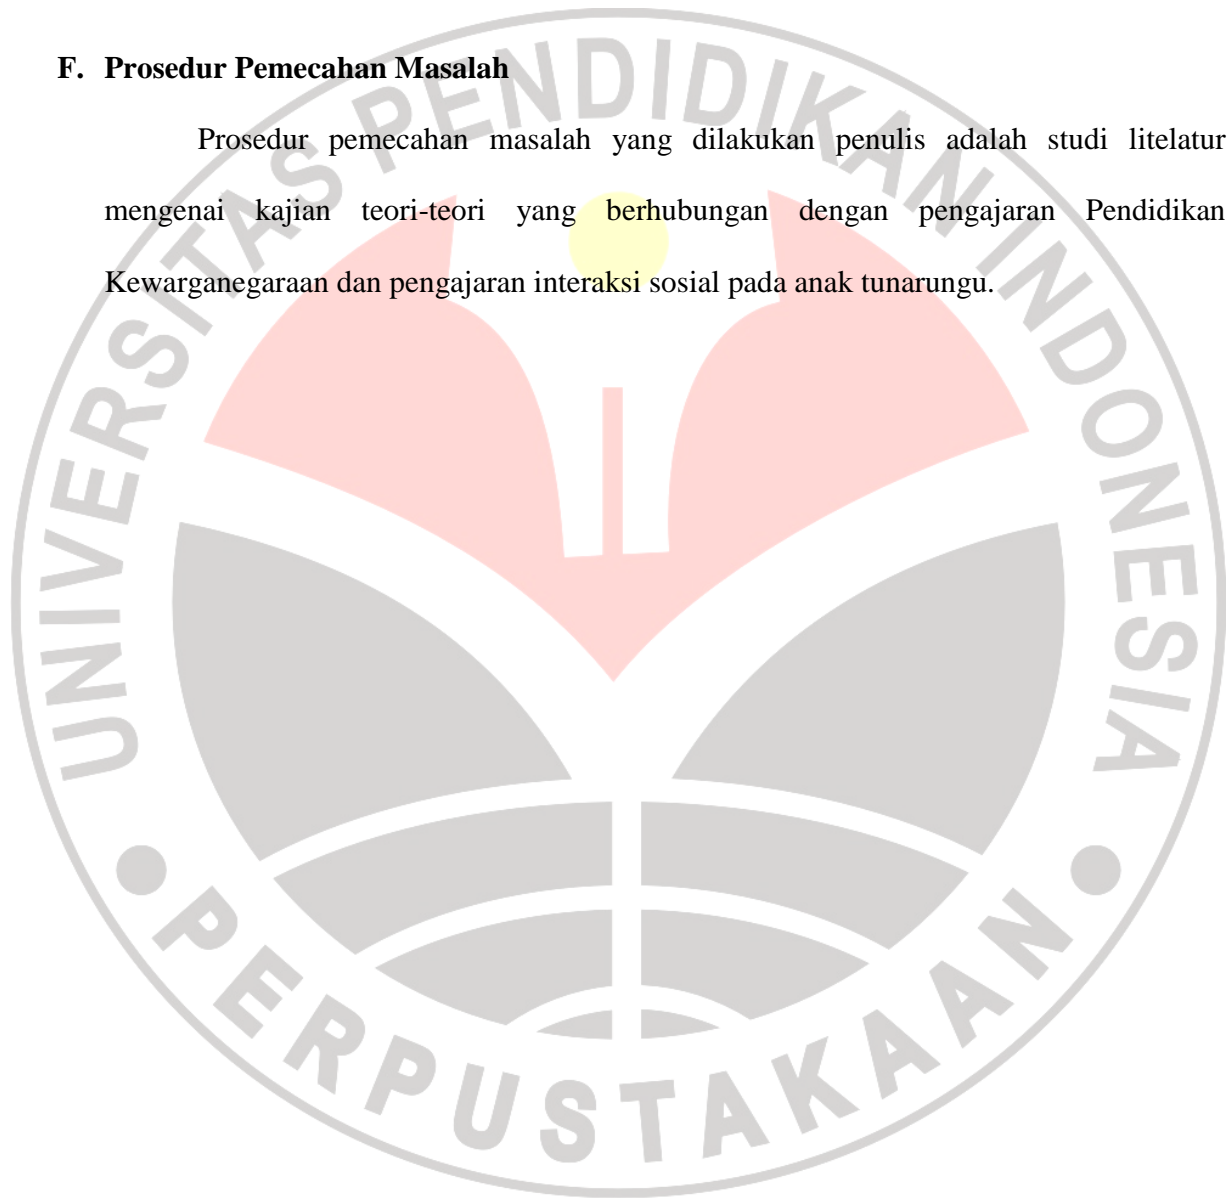 F. Prosedur Pemecahan Masalah
Prosedur pemecahan masalah yang dilakukan penulis adalah studi litelatur
mengenai kajian teori-teori yang berhubungan dengan pengajaran Pendidikan
Kewarganegaraan dan pengajaran interaksi sosial pada anak tunarungu.
UNIVERSITAS PENDIDIKAN INDONESIA
PERPUSTAKAAN